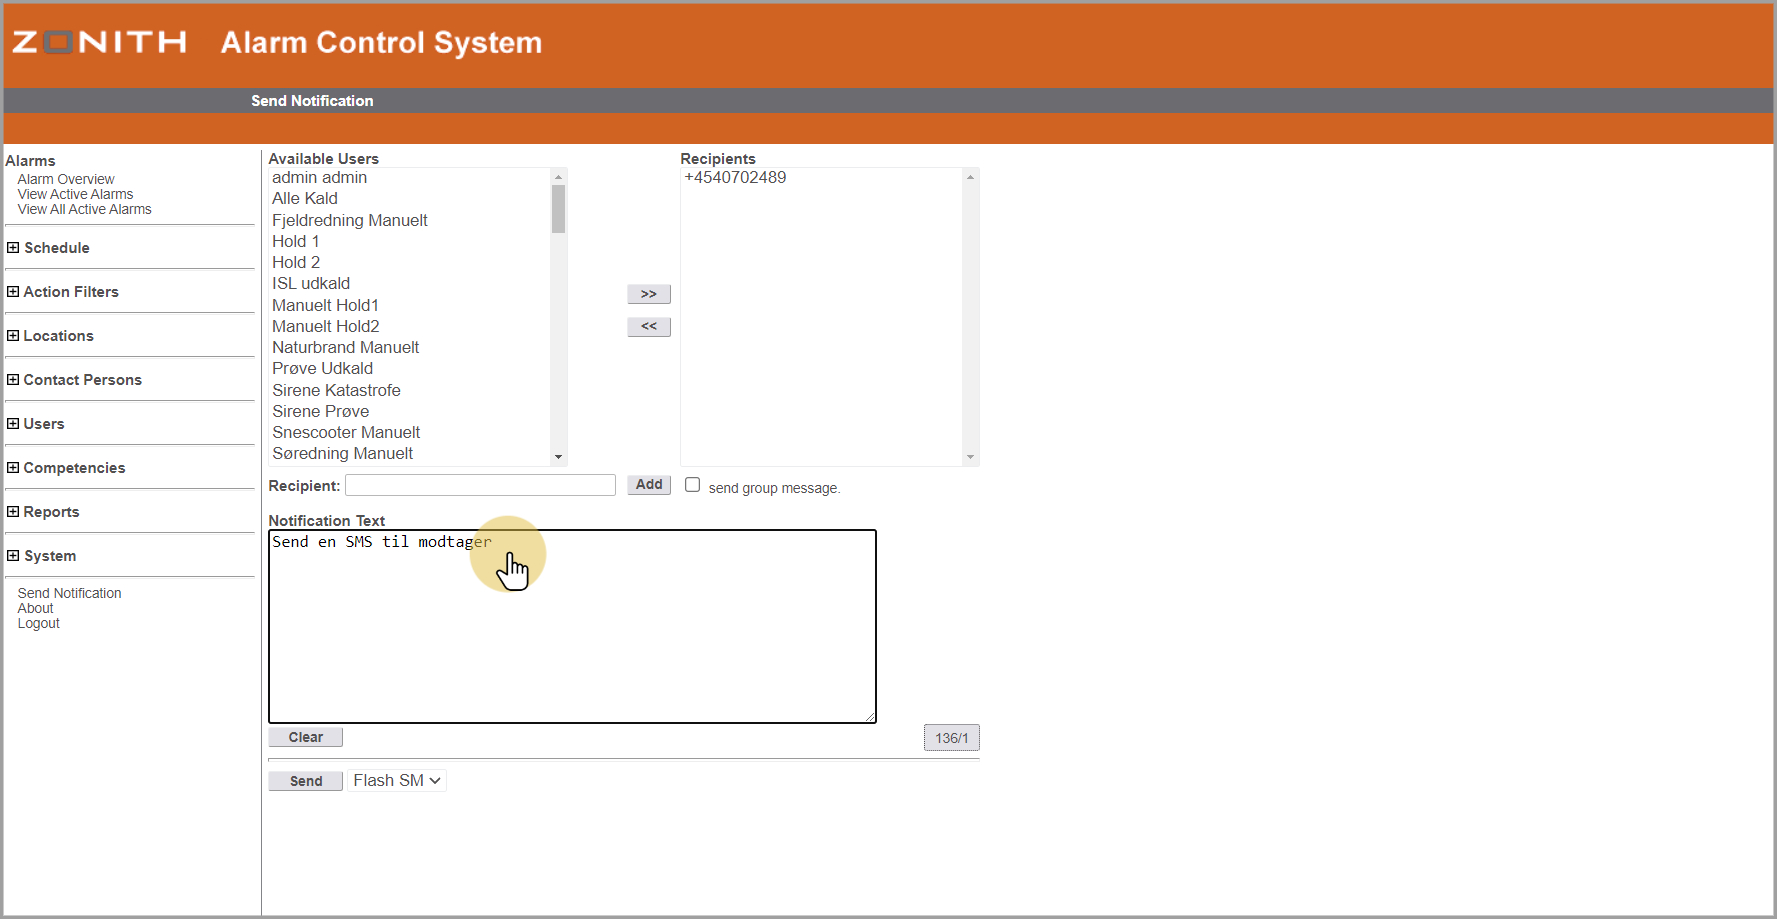 ZONITH Alarm Control System
Send Notification
Alarms
Alarm Overview
View Active Alarms
View All Active Alarms
Schedule
Action Filters
Locations
Contact Persons
Users
Competencies
Reports
System
Send Notification
About
Logout
Available Users
admin admin
Alle Kald
Fjeldredning Manuelt
Hold 1
Hold 2
ISL udkald
Manuelt Hold1
Manuelt Hold2
Naturbrand Manuelt
Prøve Udkald
Sirene Katastrofe
Sirene Prøve
Snescooter Manuelt
Søredning Manuelt
>>
<<
Recipients
+4540702489
Recipient:
Add
send group message.
Notification Text
Send en SMS til modtager
Clear
136/1
Send
Flash SM